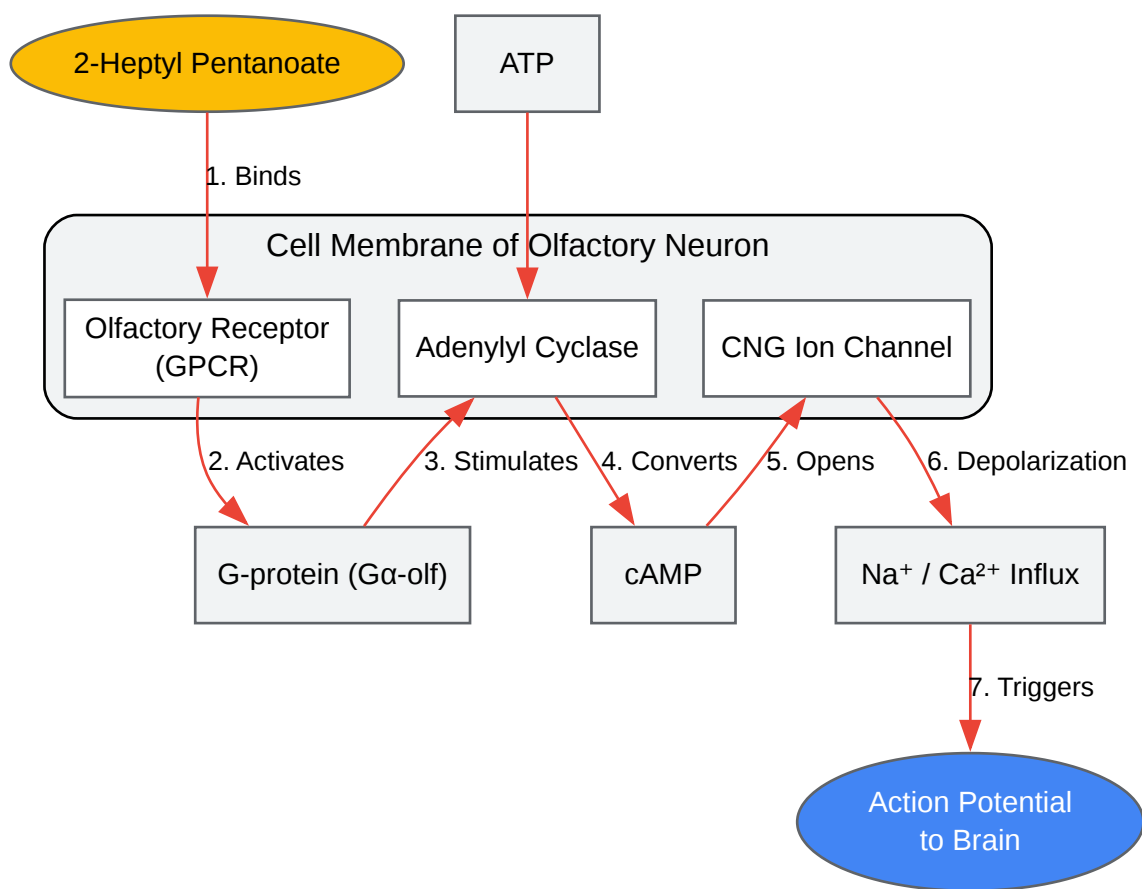 2-Heptyl Pentanoate
ATP
1. Binds
Cell Membrane of Olfactory Neuron
Olfactory Receptor
(GPCR)
Adenylyl Cyclase
CNG Ion Channel
2. Activates
3. Stimulates
4. Converts
5. Opens
6. Depolarization
G-protein (Gα-olf)
cAMP
Na⁺ / Ca²⁺ Influx
7. Triggers
Action Potential
to Brain